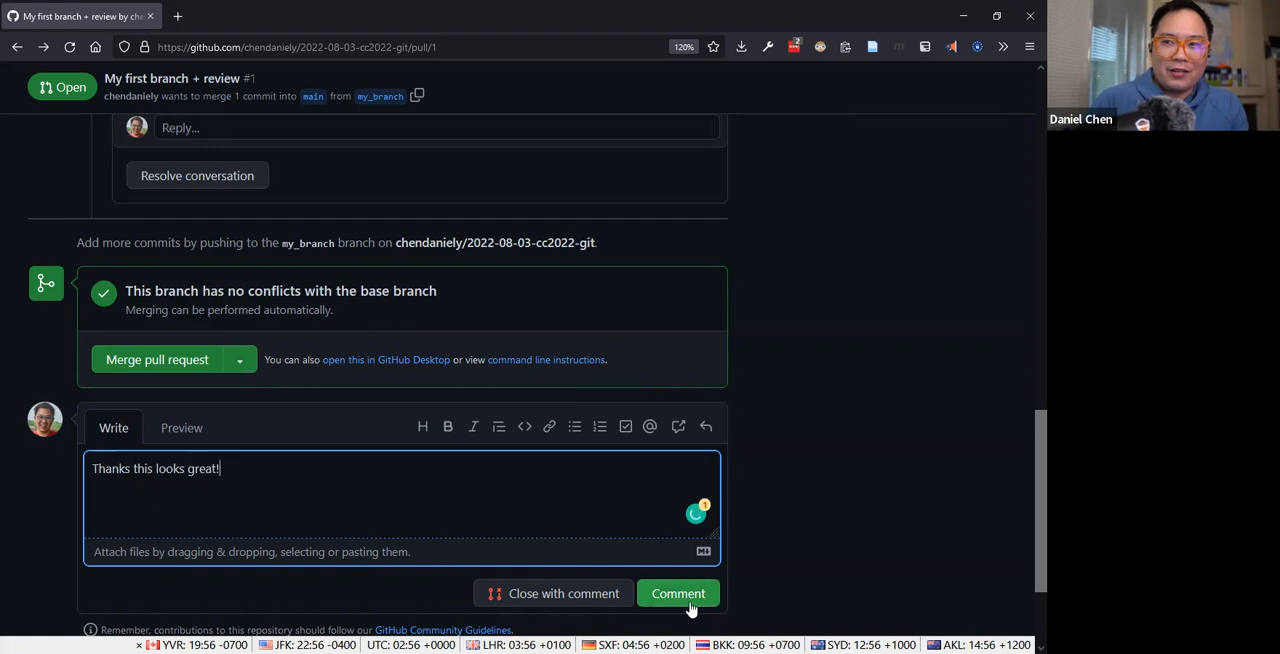 My first branch + review by che
https://github.com/chendaniely/2022-08-03-cc2022-git/pull/1
120%
2
Open
My first branch + review #1
chendaniely wants to merge 1 commit into main from my_branch
Daniel Chen
Reply...
Resolve conversation
Add more commits by pushing to the my_branch branch on chendaniely/2022-08-03-cc2022-git.
This branch has no conflicts with the base branch
Merging can be performed automatically.
Merge pull request
You can also open this in GitHub Desktop or view command line instructions.
Write
Preview
H B I
Thanks this looks great!
1
Attach files by dragging & dropping, selecting or pasting them.
Close with comment
Comment
Remember, contributions to this repository should follow our GitHub Community Guidelines.
YVR: 19:56 -0700 JFK: 22:56 -0400 UTC: 02:56 +0000 LHR: 03:56 +0100 SXF: 04:56 +0200 BKK: 09:56 +0700 SYD: 12:56 +1000 AKL: 14:56 +1200